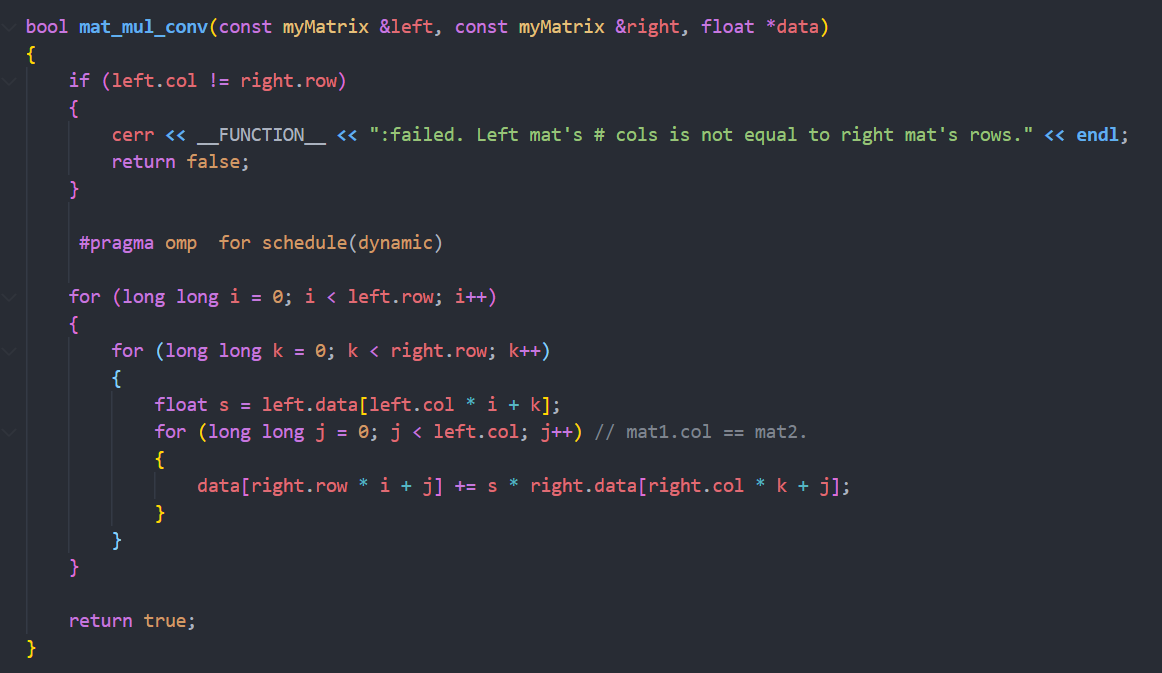 bool mat_mul_conv(const myMatrix &left, const myMatrix &right, float *data)
{
    if (left.col != right.row)
    {
        cerr << __FUNCTION__ << ":failed. Left mat's # cols is not equal to right mat's rows." << endl;
        return false;
    }

     #pragma omp  for schedule(dynamic)

    for (long long i = 0; i < left.row; i++)
    {
        for (long long k = 0; k < right.row; k++)
        {
            float s = left.data[left.col * i + k];
            for (long long j = 0; j < left.col; j++) // mat1.col == mat2.
            {
                data[right.row * i + j] += s * right.data[right.col * k + j];
            }
        }
    }

    return true;
}